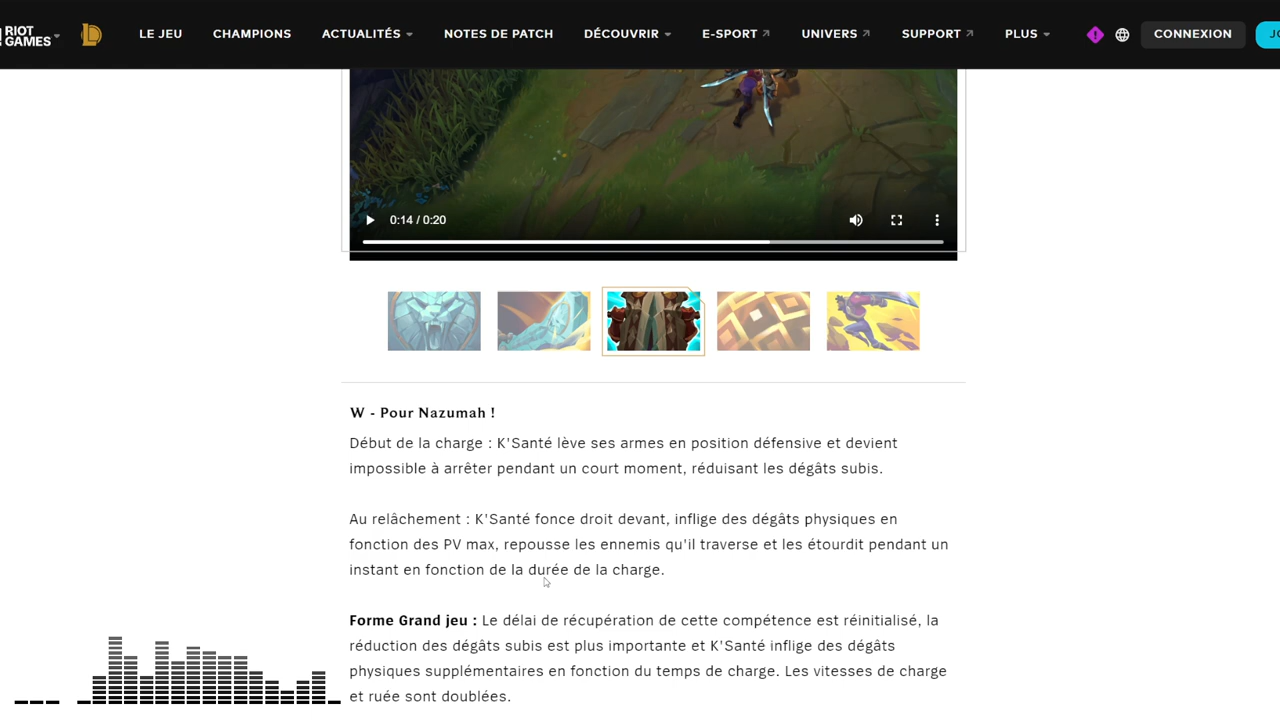 RIOT
GAMES
LE JEU
CHAMPIONS
ACTUALITÉS
NOTES DE PATCH
DÉCOUVRIR
E-SPORT
UNIVERS
SUPPORT
PLUS
CONNEXION
JO
0:14 / 0:20
W - Pour Nazumah !
Début de la charge : K'Santé lève ses armes en position défensive et devient
impossible à arrêter pendant un court moment, réduisant les dégâts subis.
Au relâchement : K'Santé fonce droit devant, inflige des dégâts physiques en
fonction des PV max, repousse les ennemis qu'il traverse et les étourdit pendant un
instant en fonction de la durée de la charge.
Forme Grand jeu : Le délai de récupération de cette compétence est réinitialisé, la
réduction des dégâts subis est plus importante et K'Santé inflige des dégâts
physiques supplémentaires en fonction du temps de charge. Les vitesses de charge
et ruée sont doublées.